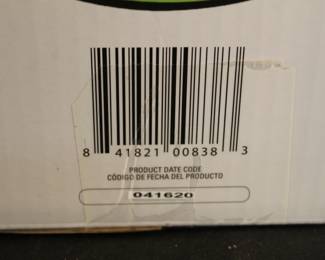 8 41821 00838 3
PRODUCT DATE CODE
CÓDIGO DE FECHA DEL PRODUCTO
041620